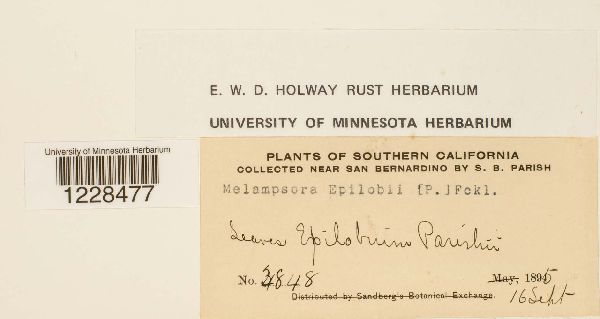 E. W. D. HOLWAY RUST HERBARIUM
UNIVERSITY OF MINNESOTA HERBARIUM
University of Minnesota Herbarium
1228477
PLANTS OF SOUTHERN CALIFORNIA
COLLECTED NEAR SAN BERNARDINO BY S. B. PARISH
Melampsora Epilobii [P.]Fckl.
Leaves Epilobium Parishii
No. 3848 May, 1895
Distributed by Sandberg's Botanical Exchange. 16 Sept